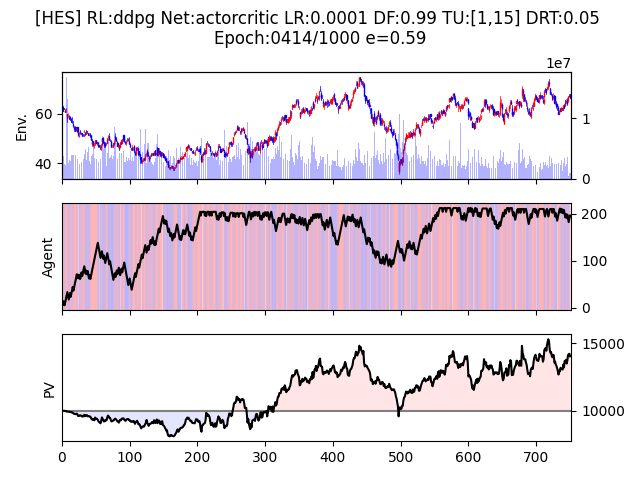 [HES] RL:ddpg Net:actorcritic LR:0.0001 DF:0.99 TU:[1,15] DRT:0.05
Epoch:0414/1000 e=0.59
1e7
Env.
60
40
1
0
Agent
200
100
0
PV
15000
10000
0 100 200 300 400 500 600 700